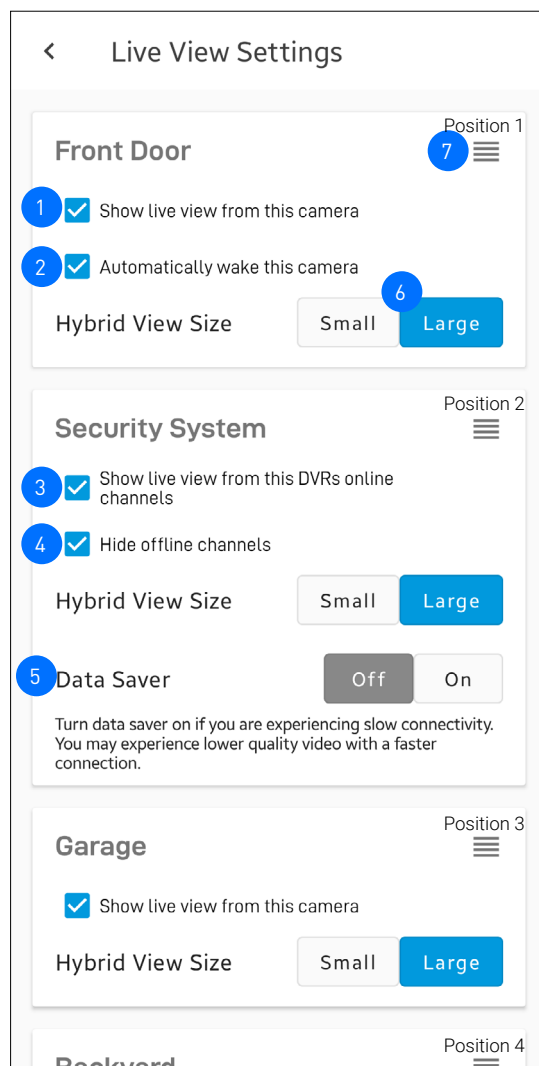 Live View Settings
Position 1
Front Door
7
1
Show live view from this camera
2
Automatically wake this camera
6
Hybrid View Size
Small
Large
Position 2
Security System
3
Show live view from this DVRs online
channels
4
Hide offline channels
Hybrid View Size
Small
Large
5
Data Saver
Off
On
Turn data saver on if you are experiencing slow connectivity.
You may experience lower quality video with a faster
connection.
Position 3
Garage
Show live view from this camera
Hybrid View Size
Small
Large
Position 4
Backyard